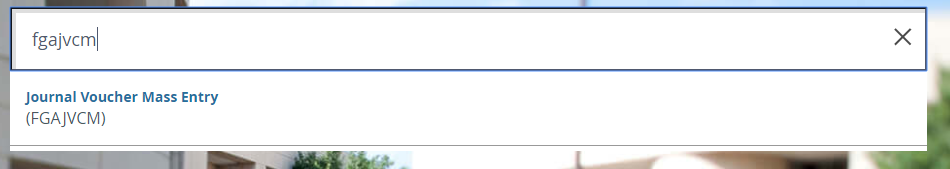 fgajvcm
Journal Voucher Mass Entry
(FGAJVCM)